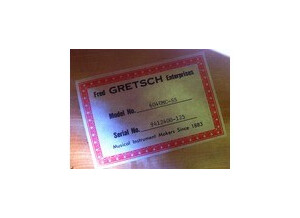 Fred GRETSCH Enterprises
Model No.
Serial No.
Musical Instrument Makers Since 1883